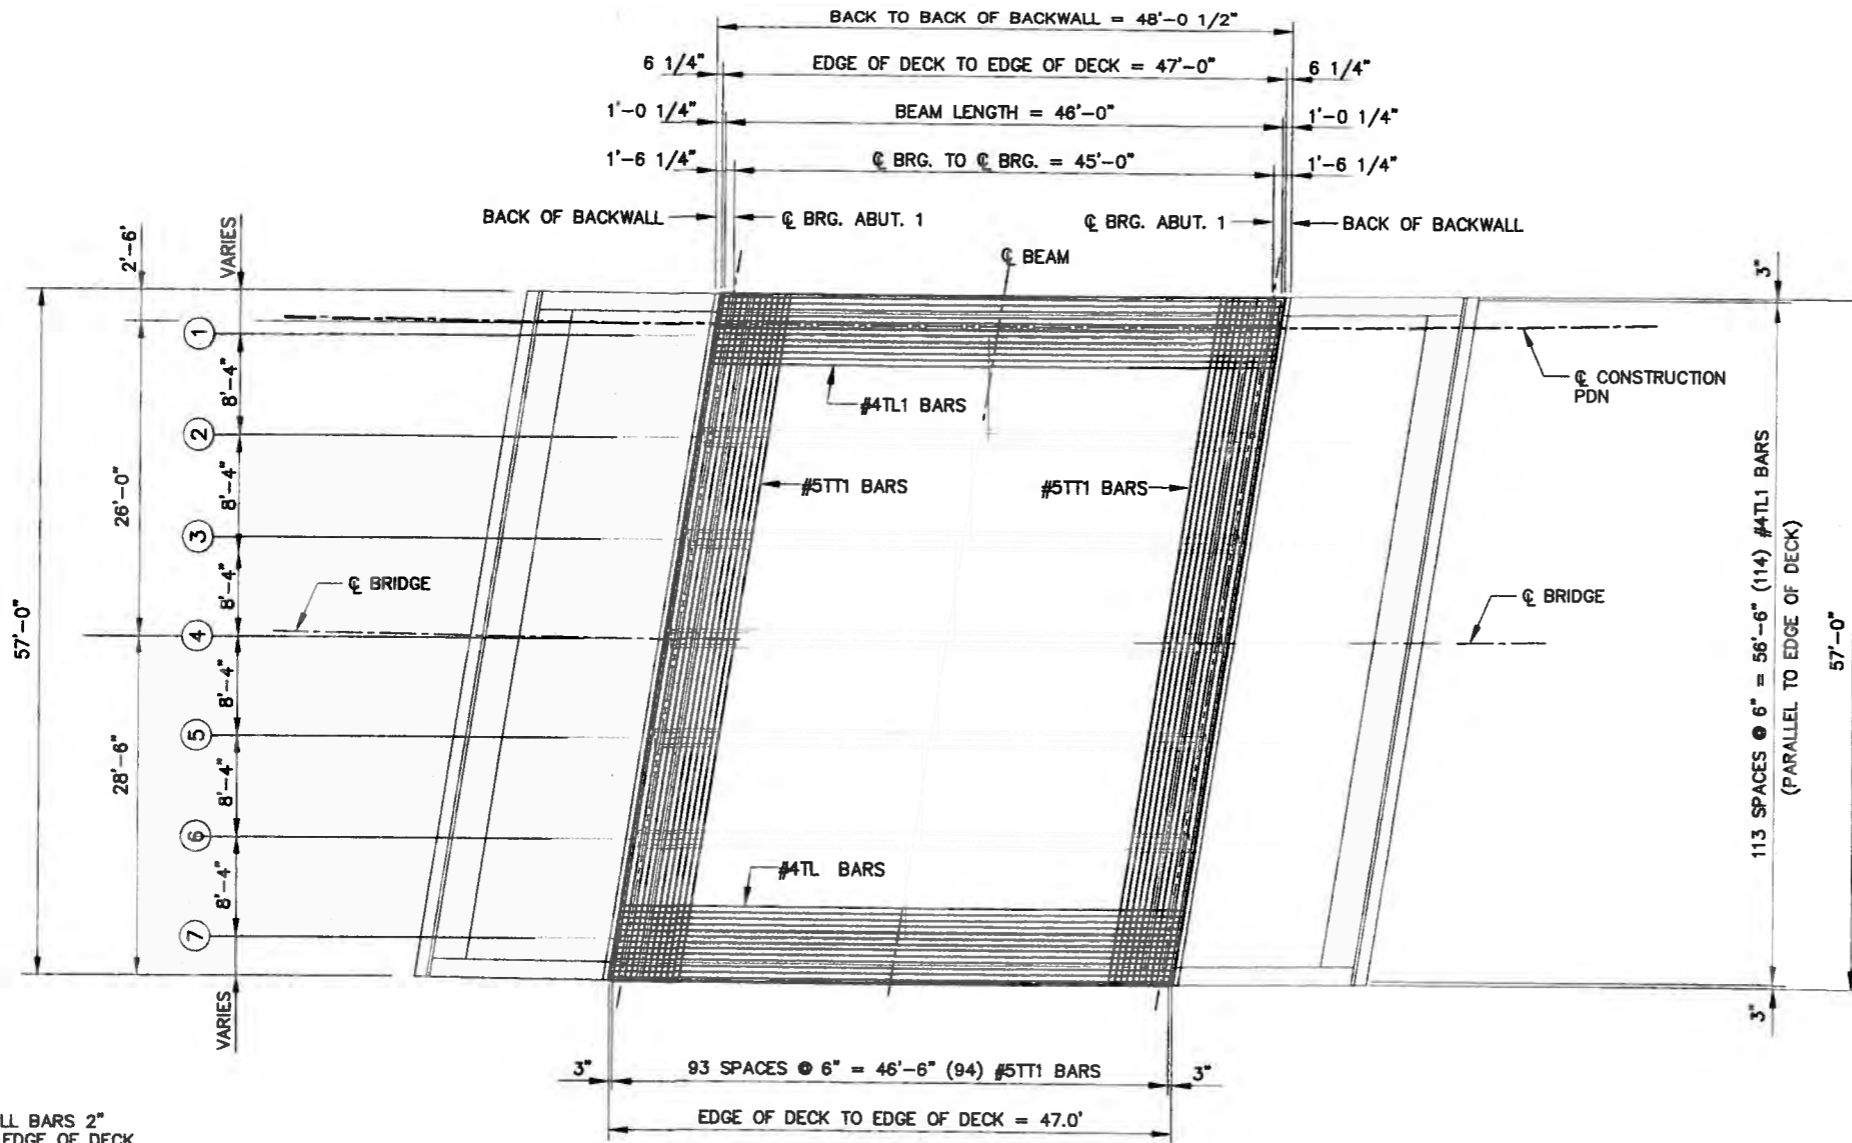 BACK TO BACK OF BACKWALL = 48'-0 1/2"
6 1/4"
EDGE OF DECK TO EDGE OF DECK = 47'-0"
6 1/4"
1'-0 1/4"
BEAM LENGTH = 46'-0"
1'-0 1/4"
1'-6 1/4"
℄ BRG. TO ℄ BRG. = 45'-0"
1'-6 1/4"
BACK OF BACKWALL
℄ BRG. ABUT. 1
℄ BRG. ABUT. 1
BACK OF BACKWALL
℄ BEAM
2'-6'
VARIES
3"
1
8'-4"
℄ CONSTRUCTION
PDN
#4TL1 BARS
2
8'-4"
26'-0"
#5TT1 BARS
#5TT1 BARS
3
8'-4"
℄ BRIDGE
℄ BRIDGE
4
57'-0"
8'-4"
5
28'-6"
8'-4"
6
8'-4"
#4TL BARS
7
VARIES
113 SPACES @ 6" = 56'-6" (114) #4TL1 BARS
(PARALLEL TO EDGE OF DECK)
57'-0"
3"
3"
93 SPACES @ 6" = 46'-6" (94) #5TT1 BARS
3"
EDGE OF DECK TO EDGE OF DECK = 47.0'
LL BARS 2"
EDGE OF DECK